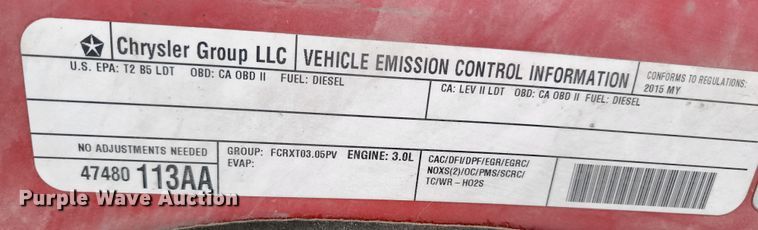 Chrysler Group LLC
VEHICLE EMISSION CONTROL INFORMATION
CONFORMS TO REGULATIONS:
2015 MY
U.S. EPA: T2 B5 LDT OBD: CA OBD II FUEL: DIESEL
CA: LEV II LDT OBD: CA OBD II FUEL: DIESEL
NO ADJUSTMENTS NEEDED
47480 113AA
GROUP: FCRXT03.05PV ENGINE: 3.0L
EVAP:
CAC/DFI/DPF/EGR/EGRC/
NOXS(2)/OC/PMS/SCRC/
TC/WR – HO2S
Purple Wave Auction